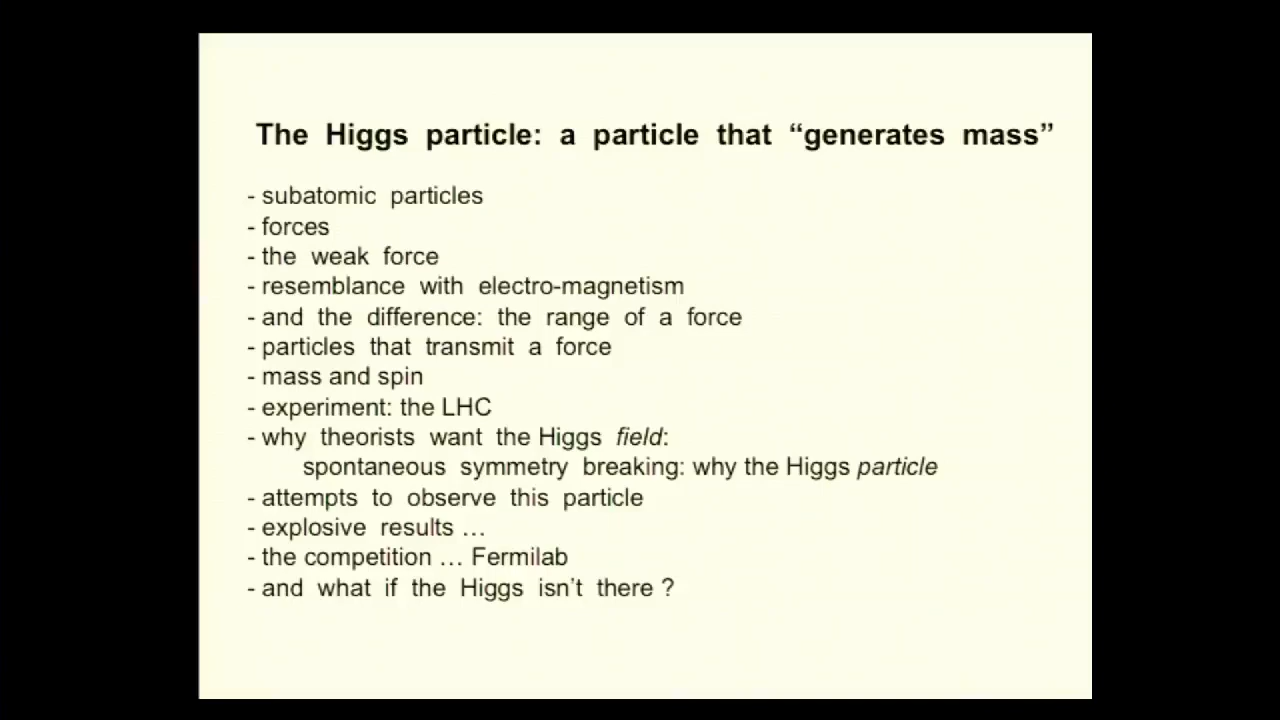 The Higgs particle: a particle that “generates mass”
- subatomic particles
- forces
- the weak force
- resemblance with electro-magnetism
- and the difference: the range of a force
- particles that transmit a force
- mass and spin
- experiment: the LHC
- why theorists want the Higgs field:
spontaneous symmetry breaking: why the Higgs particle
- attempts to observe this particle
- explosive results …
- the competition … Fermilab
- and what if the Higgs isn’t there ?